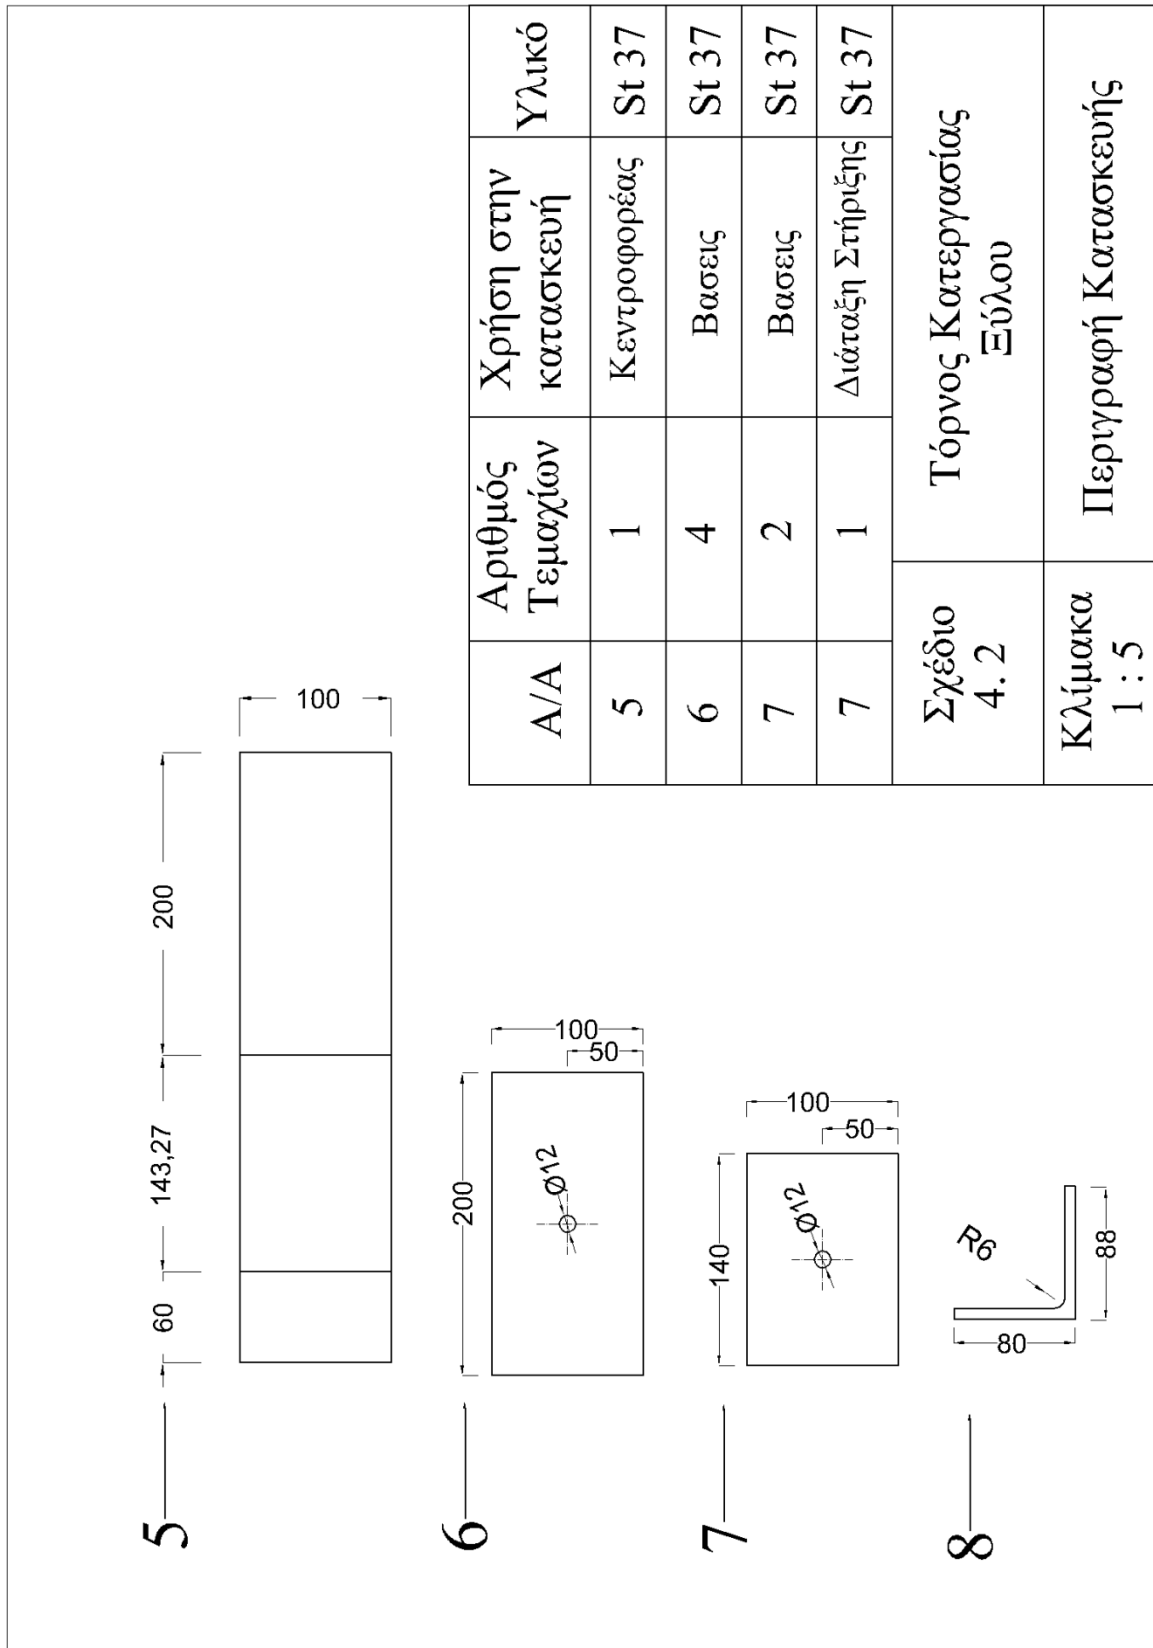 5
60
143,27
200
100
6
200
Ø12
100
50
7
140
Ø12
100
50
8
80
88
R6
Α/Α
Αριθμός
Τεμαχίων
Χρήση στην
κατασκευή
Υλικό
5
1
Κεντροφορέας
St 37
6
4
Βασεις
St 37
7
2
Βασεις
St 37
7
1
Διάταξη Στήριξης
St 37
Σχέδιο
4. 2
Τόρνος Κατεργασίας
Ξύλου
Κλίμακα
1 : 5
Περιγραφή Κατασκευής